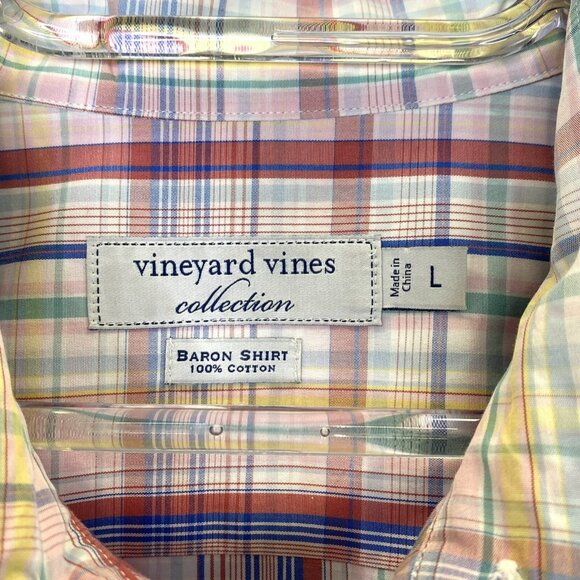 vineyard vines
collection
Made in
China
L
BARON SHIRT
100% COTTON